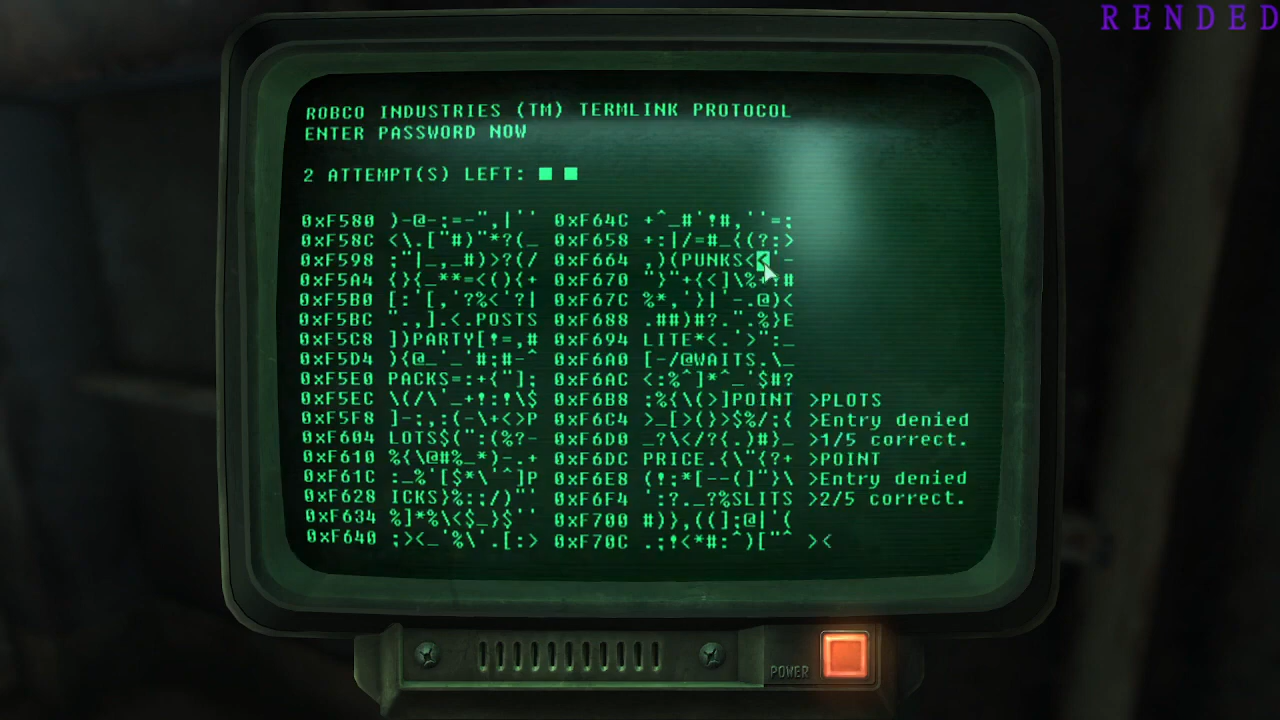 RENDED
ROBCO INDUSTRIES (TM) TERMLINK PROTOCOL
ENTER PASSWORD NOW
2 ATTEMPT(S) LEFT: ■ ■
0xF580 )-@-;=-",|'' 0xF64C +^_#'!#,''=;
0xF58C <\.["#)"*?(_ 0xF658 +:|/=#_{(?:>
0xF598 :"|_,_#)>?(/ 0xF664 ,)(PUNKS<<'-
0xF5A4 {}{_**=<(){+ 0xF670 "}"+{<]\%+?#
0xF5B0 [:'[,'?%<'?| 0xF67C %*,'}|'-.@)<
0xF5BC ".,].<.POSTS 0xF688 .##)#?.".%}E
0xF5C8 ])PARTY[!=,# 0xF694 LITE*<.'>":_
0xF5D4 ){@_'_'#;#-^ 0xF6A0 [-/@WAITS.\_
0xF5E0 PACKS=:+{"]; 0xF6AC <:%^]*^_'$#?
0xF5EC \(/\'_+!:!\$ 0xF6B8 :%{\(>]POINT >PLOTS
0xF5F8 ]-;,:(-\+<>P 0xF6C4 >_[>(}>$%/:{ >Entry denied
0xF604 LOTS$(":(%?- 0xF6D0 _?\</?{.)#}_ >1/5 correct.
0xF610 %{\@#%_*)-.+ 0xF6DC PRICE.{\"{?+ >POINT
0xF61C :_%'[$*\'^]P 0xF6E8 (!:*[--(]"}\ >Entry denied
0xF628 ICKS}%::/)"' 0xF6F4 ':?._?%SLITS >2/5 correct.
0xF634 %]*%\<$_}$'' 0xF700 #)},((];@|'(
0xF640 ;><_'%\'.[:> 0xF70C .;!<*#:^)["^ ><
POWER